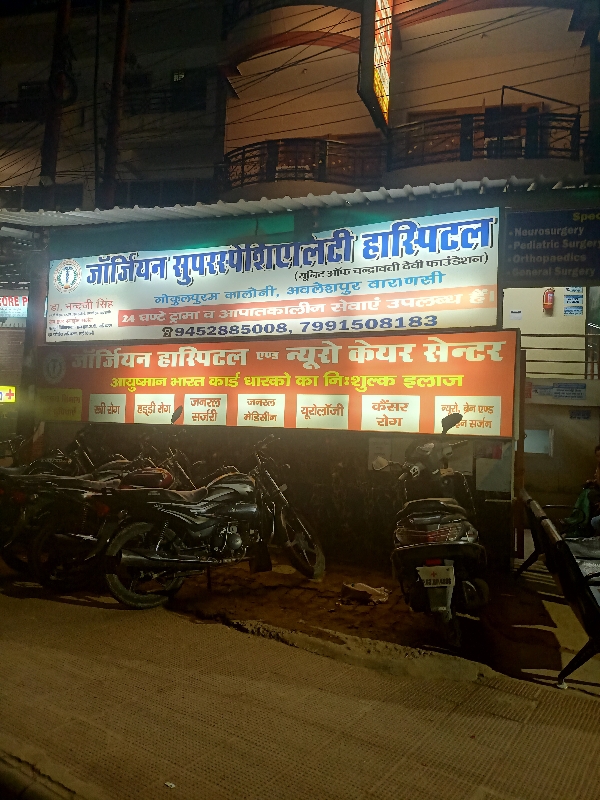 जॉर्जियन सुपरस्पेशिएलिटी हास्पिटल
(यूनिट ऑफ चन्द्रावती देवी फाउंडेशन)
गोकुलपुरम कालोनी, अवलेशपुर वाराणसी
24 घण्टे ट्रामा व आपातकालीन सेवाएं उपलब्ध हैं।
9452885008, 7991508183
जॉर्जियन हास्पिटल एण्ड न्यूरो केयर सेन्टर
आयुष्मान भारत कार्ड धारको का निःशुल्क इलाज
स्त्री रोग
हड्डी रोग
जनरल सर्जरी
जनरल मेडिसीन
यूरोलॉजी
कैंसर रोग
न्यूरो, ब्रेन एण्ड
सर्जन
- Neurosurgery
- Pediatric Surgery
- Orthopaedics
General Surgery